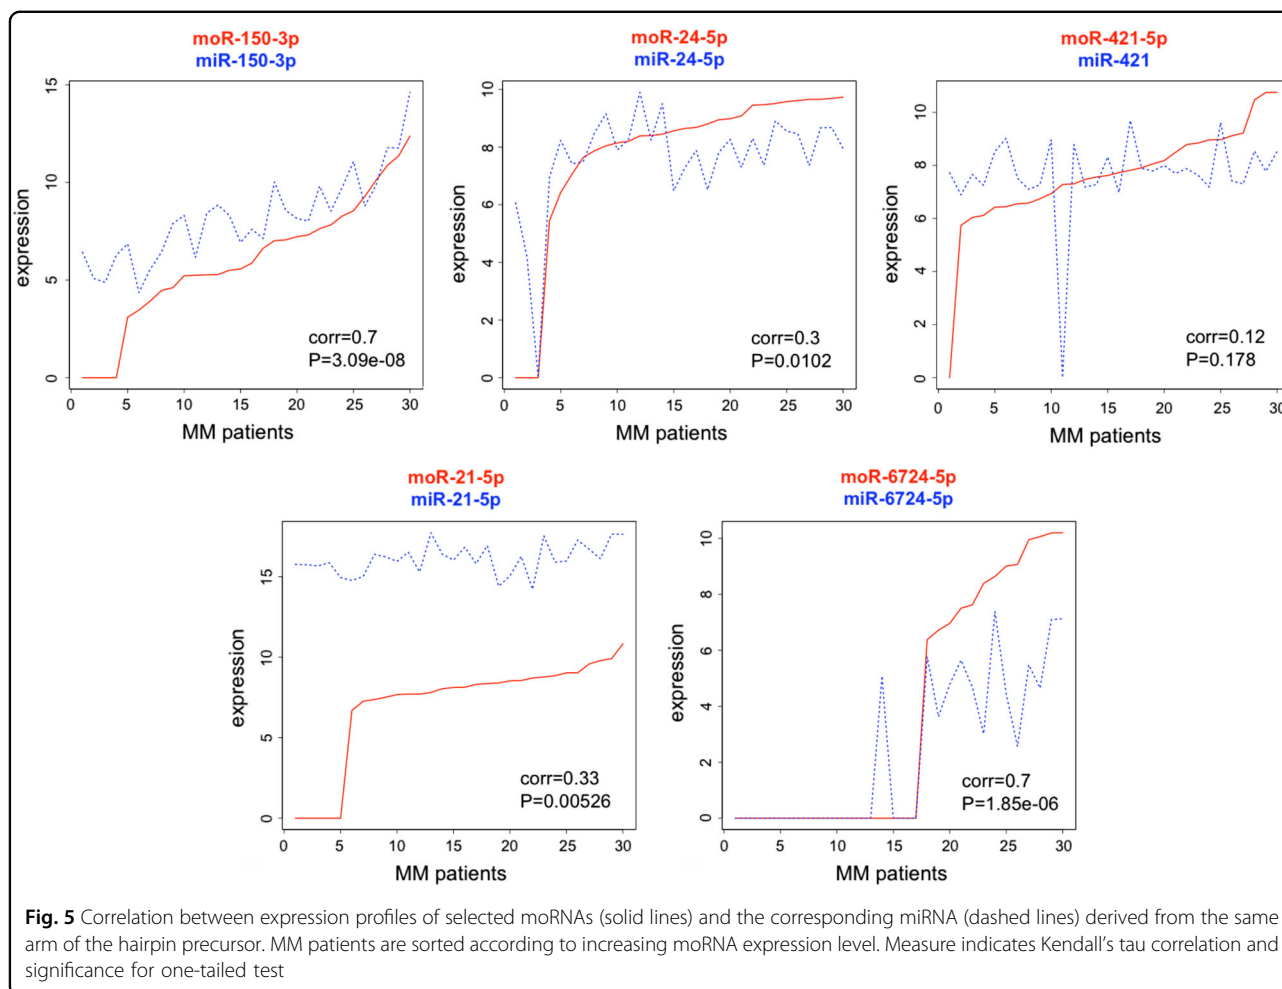 moR-150-3p
miR-150-3p
expression
0
5
10
15
corr=0.7
P=3.09e-08
0 5 10 15 20 25 30
MM patients
moR-24-5p
miR-24-5p
expression
0
2
4
6
8
10
corr=0.3
P=0.0102
0 5 10 15 20 25 30
MM patients
moR-421-5p
miR-421
expression
0
2
4
6
8
10
corr=0.12
P=0.178
0 5 10 15 20 25 30
MM patients
moR-21-5p
miR-21-5p
expression
0
5
10
15
corr=0.33
P=0.00526
0 5 10 15 20 25 30
MM patients
moR-6724-5p
miR-6724-5p
expression
0
2
4
6
8
10
corr=0.7
P=1.85e-06
0 5 10 15 20 25 30
MM patients
Fig. 5 Correlation between expression profiles of selected moRNAs (solid lines) and the corresponding miRNA (dashed lines) derived from the same
arm of the hairpin precursor. MM patients are sorted according to increasing moRNA expression level. Measure indicates Kendall's tau correlation and
significance for one-tailed test